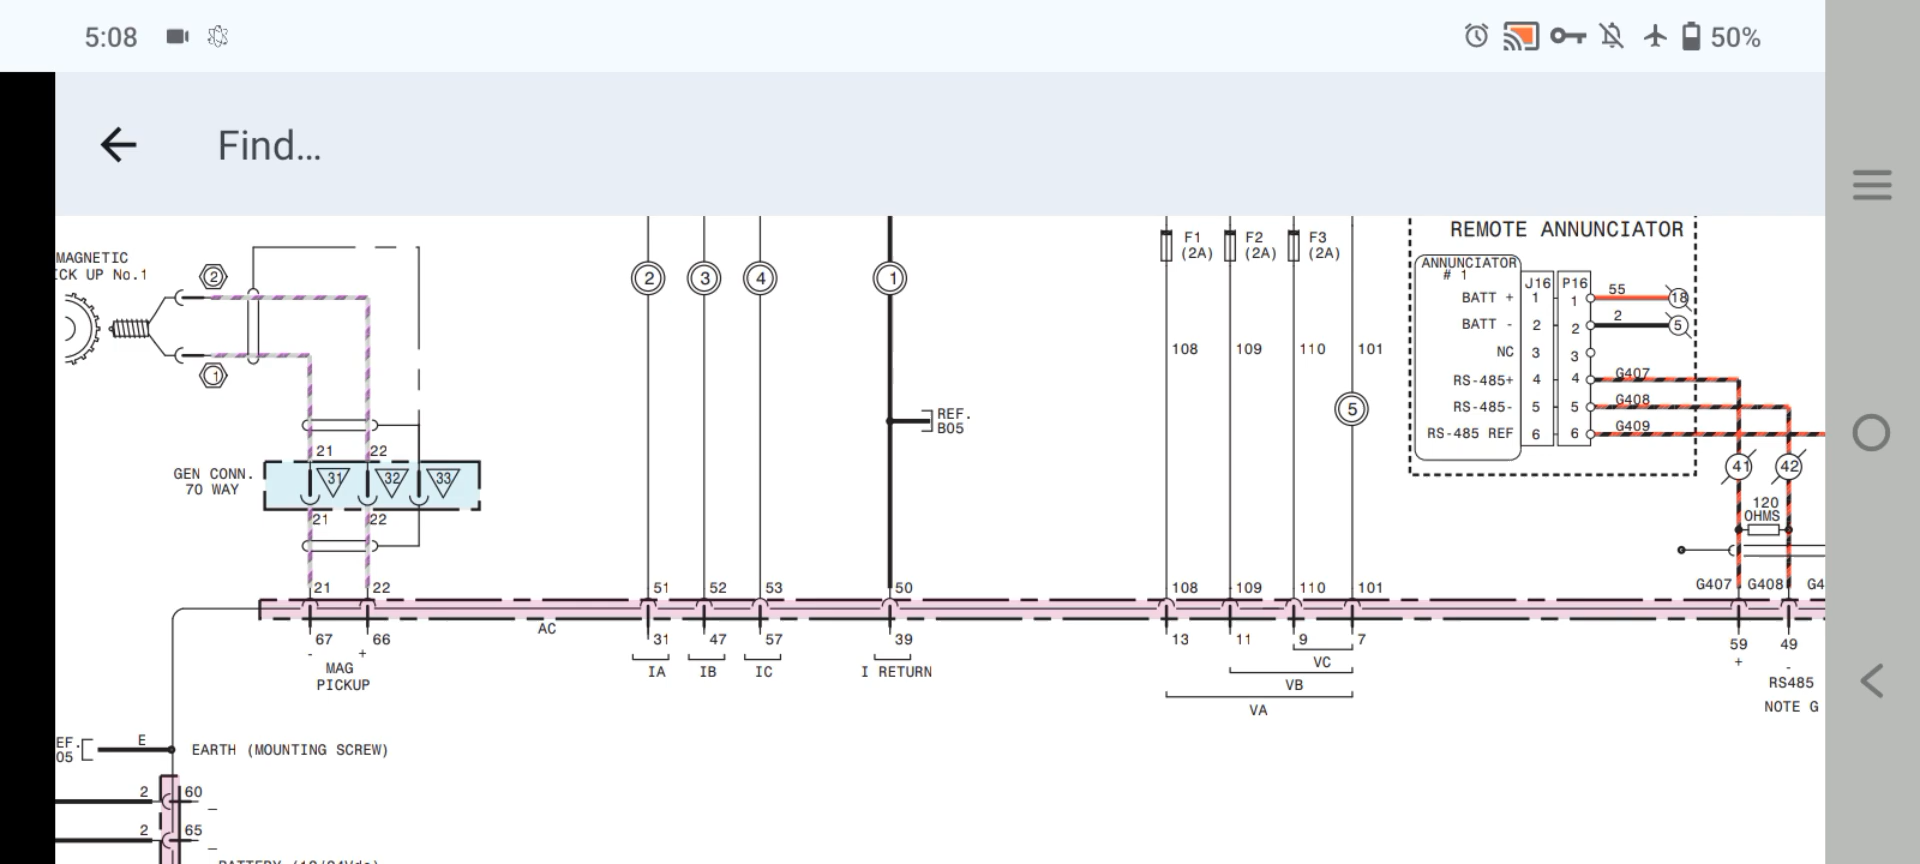 5:08
50%
Find…
REMOTE ANNUNCIATOR
MAGNETIC
CK UP No.1
2
1
2
3
4
1
F1
(2A)
F2
(2A)
F3
(2A)
108
109
110
101
5
REF.
B05
ANNUNCIATOR
# 1
J16
P16
BATT +
1
1
55
18
BATT -
2
2
2
5
NC
3
3
RS-485+
4
4
G407
RS-485-
5
5
G408
RS-485 REF
6
6
G409
41
42
120
OHMS
21
22
GEN CONN.
70 WAY
31
32
33
21
22
21
22
51
52
53
50
108
109
110
101
G407
G408
G4
AC
67
66
31
47
57
39
13
11
9
7
59
49
-
+
+
-
MAG
PICKUP
IA
IB
IC
I RETURN
VC
VB
VA
RS485
NOTE G
EF.
05
E
EARTH (MOUNTING SCREW)
2
60
–
2
65
–
BATTERY (12/24Vdc)